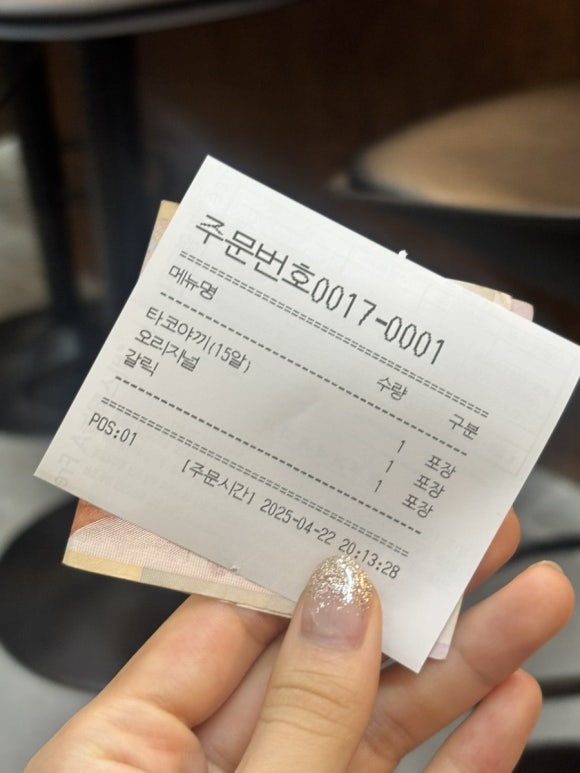 주문번호0017-0001
================================
메뉴명 수량 구분
--------------------------------
타코야끼(15알) 1 포장
오리지널 1 포장
갈릭 1 포장
--------------------------------
================================
POS:01 [주문시간] 2025-04-22 20:13:28